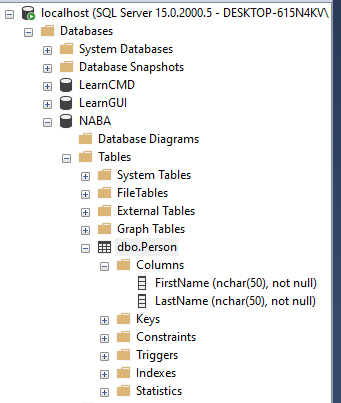 localhost (SQL Server 15.0.2000.5 - DESKTOP-615N4KV\
Databases
System Databases
Database Snapshots
LearnCMD
LearnGUI
NABA
Database Diagrams
Tables
System Tables
FileTables
External Tables
Graph Tables
dbo.Person
Columns
FirstName (nchar(50), not null)
LastName (nchar(50), not null)
Keys
Constraints
Triggers
Indexes
Statistics